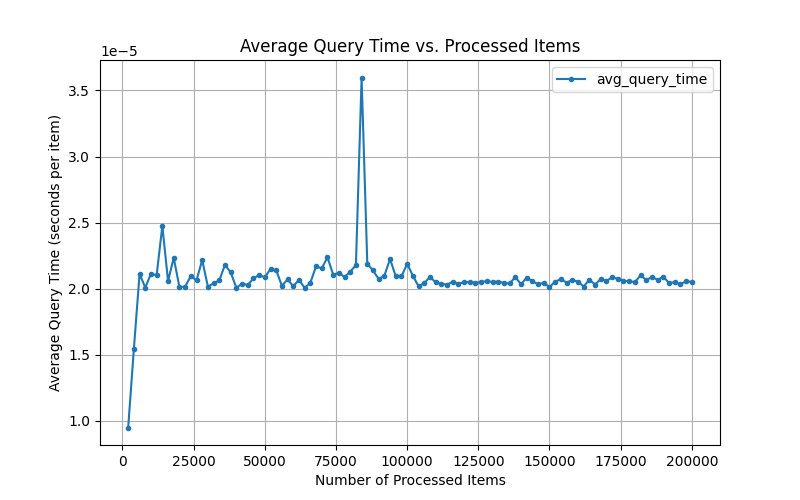 Average Query Time vs. Processed Items
1e−5
avg_query_time
3.5
3.0
2.5
2.0
1.5
1.0
Average Query Time (seconds per item)
0 25000 50000 75000 100000 125000 150000 175000 200000
Number of Processed Items